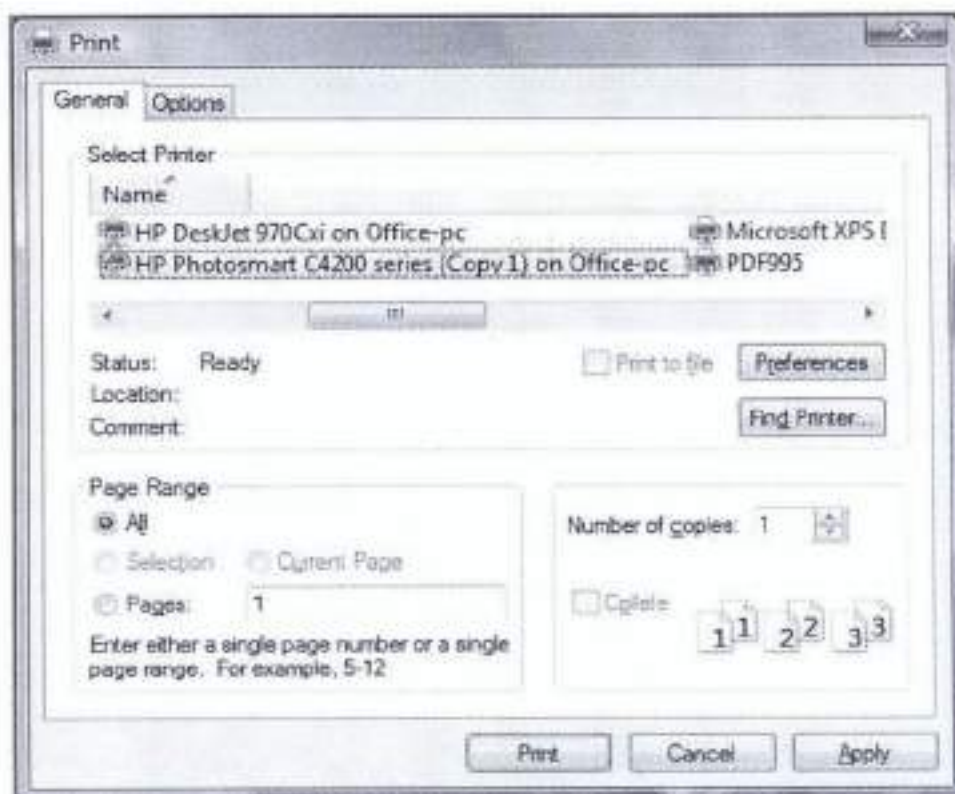 Print
General Options
Select Printer
Name
HP DeskJet 970Cxi on Office-pc Microsoft XPS
HP Photosmart C4200 series (Copy 1) on Office-pc PDF995
Status: Ready Print to file Preferences
Location:
Comment: Find Printer...
Page Range
All Number of copies: 1
Selection Current Page
Pages: 1 Collate
1 1 2 2 3 3
Enter either a single page number or a single
page range. For example, 5-12
Print Cancel Apply